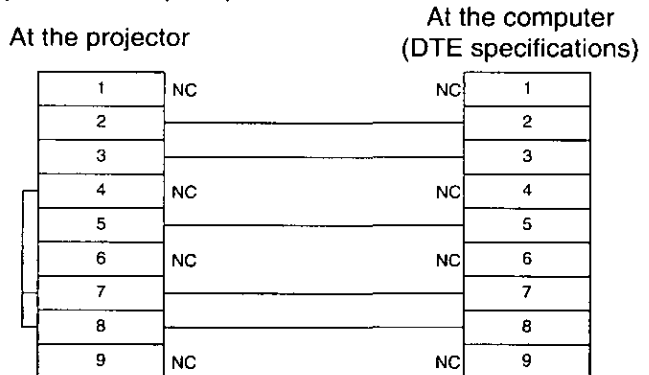 At the projector
At the computer
(DTE specifications)
1 NC NC 1
2 2
3 3
4 NC NC 4
5 5
6 NC NC 6
7 7
8 8
9 NC NC 9